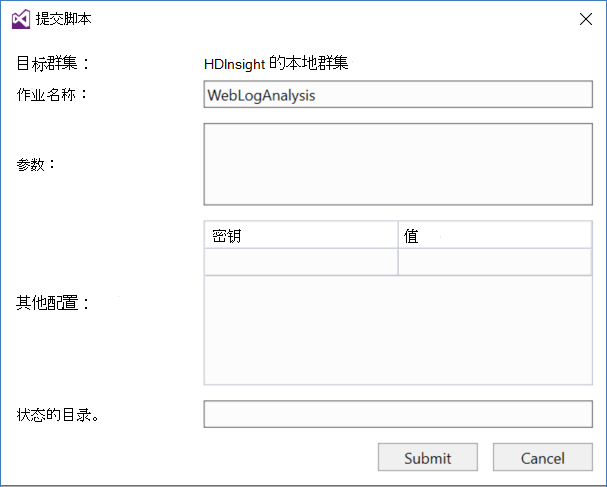 提交脚本
目标群集： HDInsight 的本地群集
作业名称： WebLogAnalysis
参数：
密钥 值
其他配置：
状态的目录。
Submit Cancel